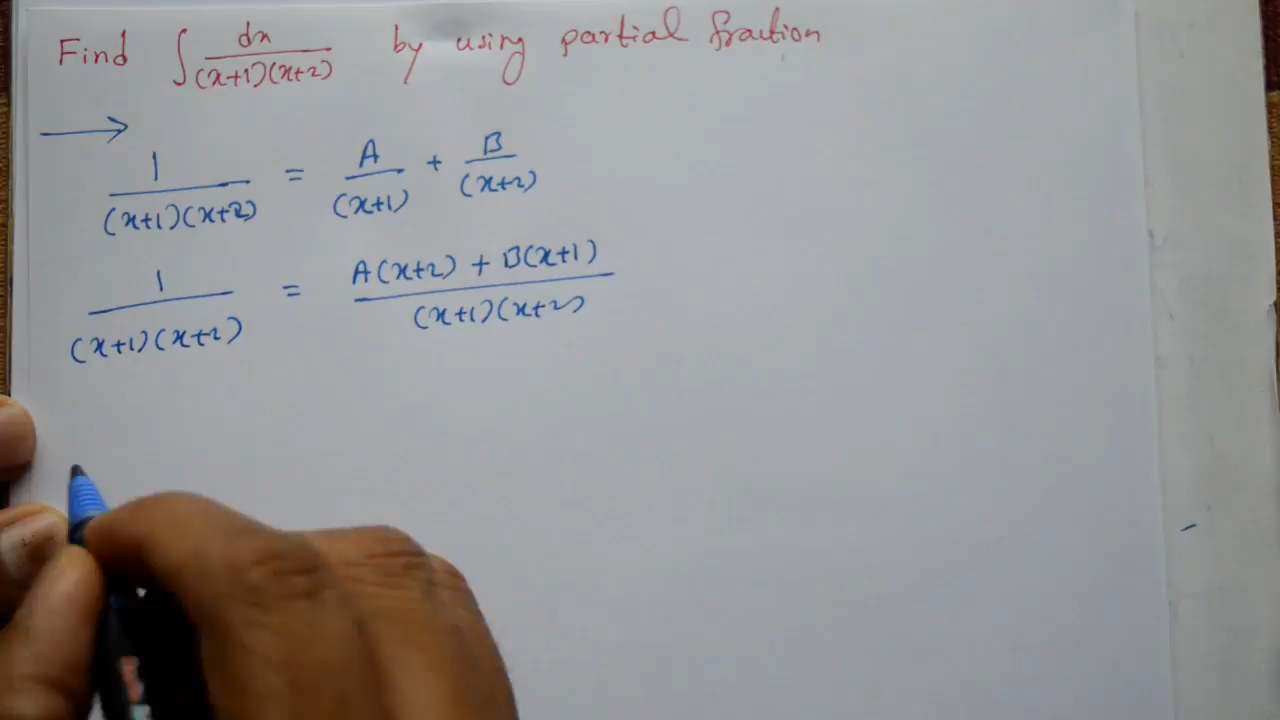 Find ∫ dx/(x+1)(x+2) by using partial fraction
→
1/(x+1)(x+2) = A/(x+1) + B/(x+2)
1/(x+1)(x+2) = A(x+2) + B(x+1)/(x+1)(x+2)